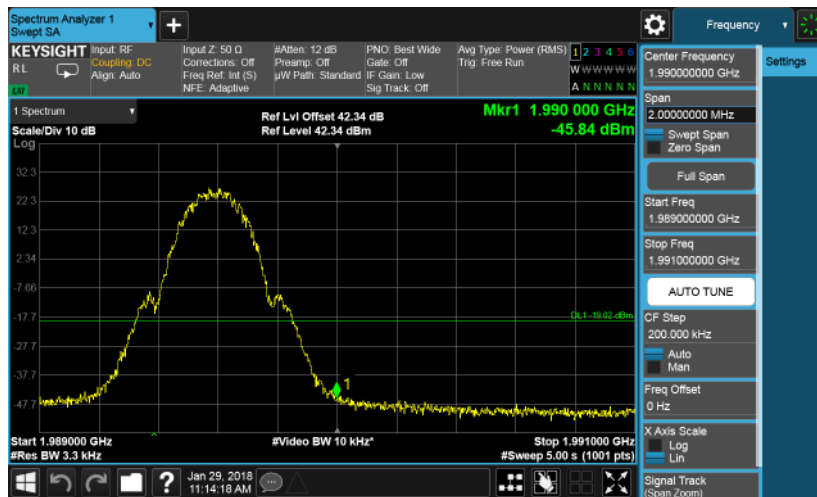 Spectrum Analyzer 1
Swept SA
Frequency
KEYSIGHT
RL
LXI
Input: RF
Coupling: DC
Align: Auto
Input Z: 50 Ω
Corrections: Off
Freq Ref: Int (S)
NFE: Adaptive
#Atten: 12 dB
Preamp: Off
µW Path: Standard
PNO: Best Wide
Gate: Off
IF Gain: Low
Sig Track: Off
Avg Type: Power (RMS)
Trig: Free Run
1 2 3 4 5 6
W W W W W W
A N N N N N
1 Spectrum
Scale/Div 10 dB
Ref Lvl Offset 42.34 dB
Ref Level 42.34 dBm
Mkr1 1.990 000 GHz
-45.84 dBm
Log
32.3
22.3
12.3
2.34
-7.66
-17.7
-27.7
-37.7
-47.7
DL1 -19.02 dBm
1
Start 1.989000 GHz
#Res BW 3.3 kHz
#Video BW 10 kHz*
Stop 1.991000 GHz
#Sweep 5.00 s (1001 pts)
Jan 29, 2018
11:14:18 AM
Settings
Center Frequency
1.990000000 GHz
Span
2.00000000 MHz
Swept Span
Zero Span
Full Span
Start Freq
1.989000000 GHz
Stop Freq
1.991000000 GHz
AUTO TUNE
CF Step
200.000 kHz
Auto
Man
Freq Offset
0 Hz
X Axis Scale
Log
Lin
Signal Track
(Span Zoom)